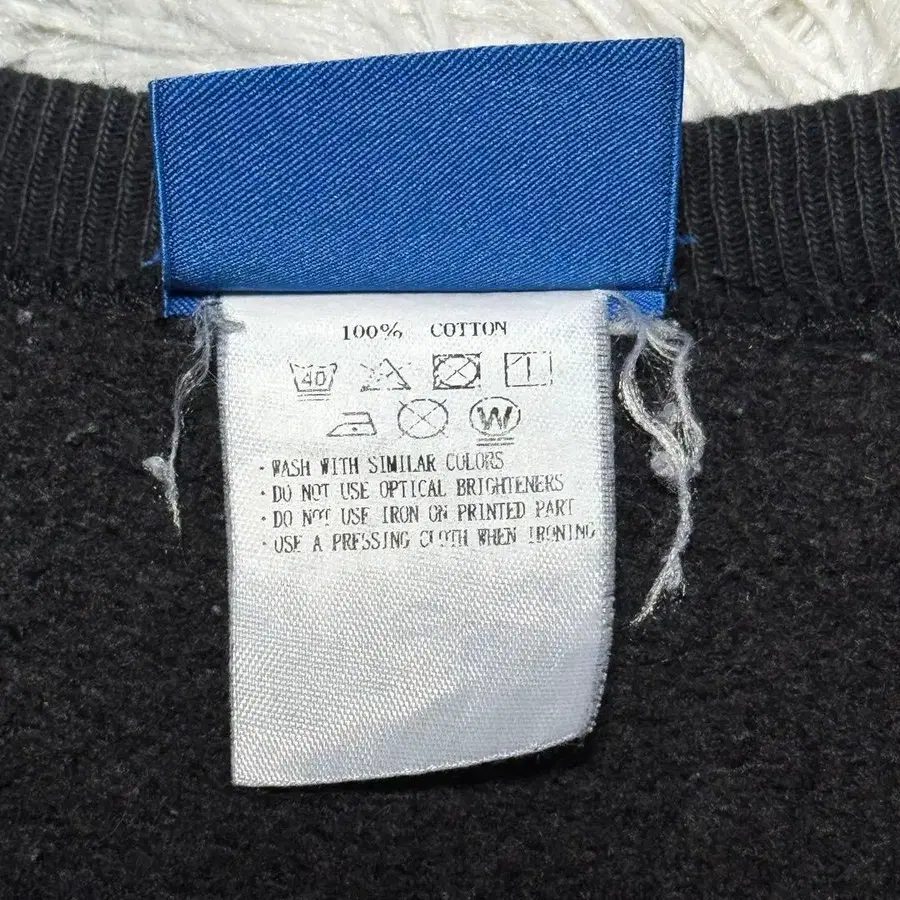 100% COTTON
40
W
· WASH WITH SIMILAR COLORS
· DO NOT USE OPTICAL BRIGHTENERS
· DO NOT USE IRON ON PRINTED PART
· USE A PRESSING CLOTH WHEN IRONING